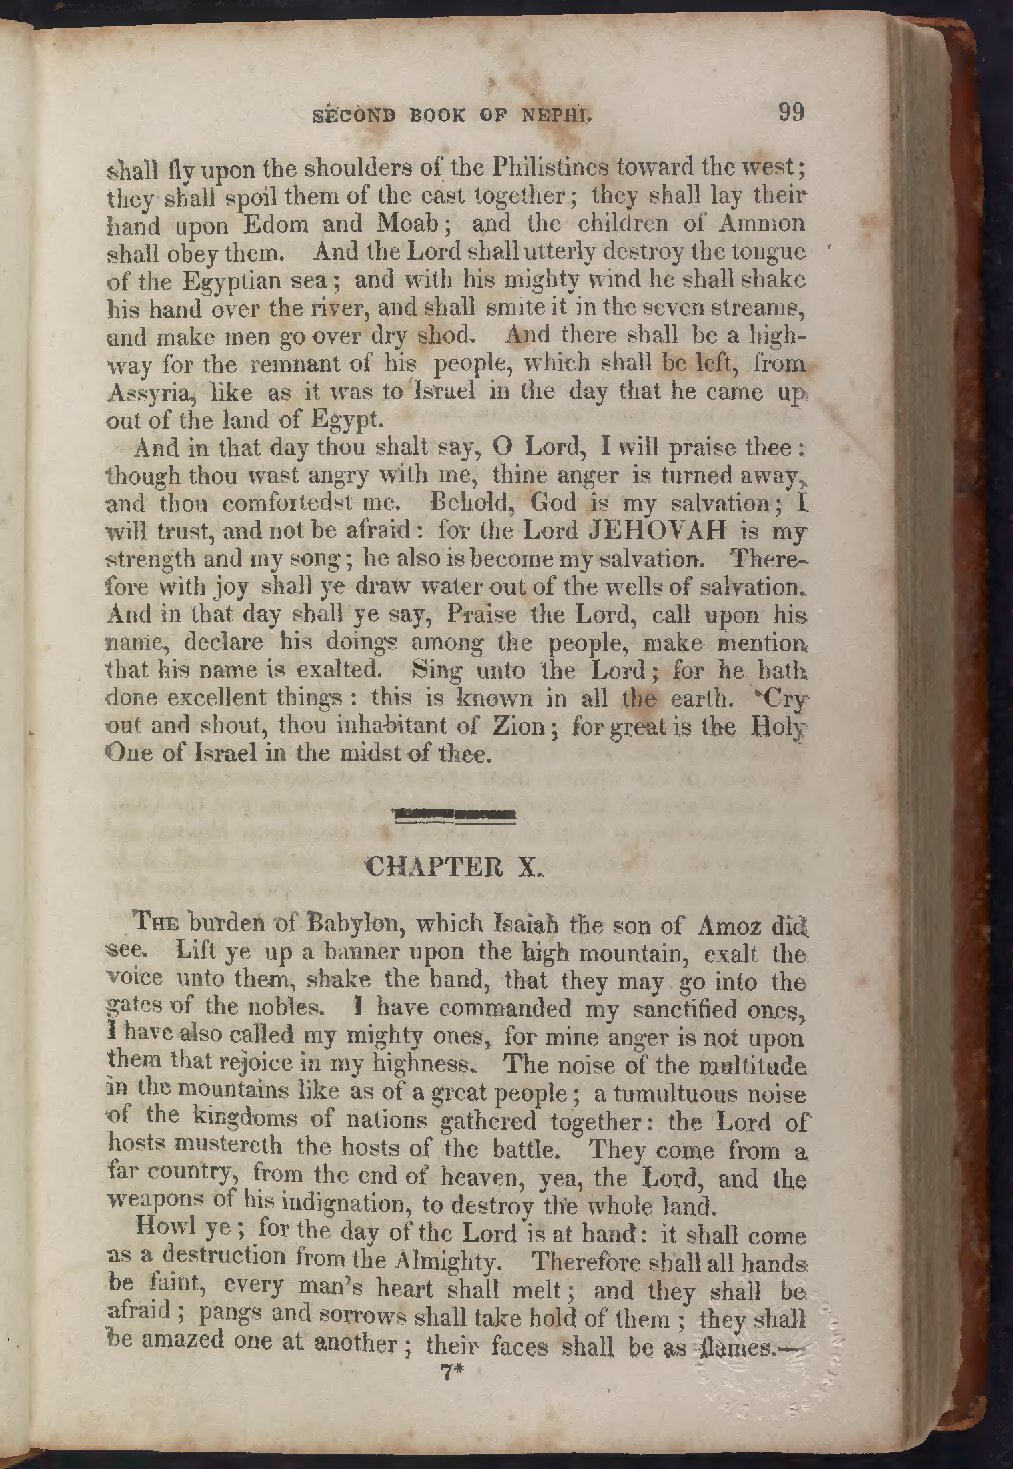 SECOND BOOK OF NEPHI. 99
shall fly upon the shoulders of the Philistines toward the west;
they shall spoil them of the east together; they shall lay their
hand upon Edom and Moab; and the children of Ammon
shall obey them. And the Lord shall utterly destroy the tongue
of the Egyptian sea; and with his mighty wind he shall shake
his hand over the river, and shall smite it in the seven streams,
and make men go over dry shod. And there shall be a high-
way for the remnant of his people, which shall be left, from
Assyria, like as it was to Israel in the day that he came up
out of the land of Egypt.
And in that day thou shalt say, O Lord, I will praise thee:
though thou wast angry with me, thine anger is turned away,
and thou comfortedst me. Behold, God is my salvation; I
will trust, and not be afraid: for the Lord JEHOVAH is my
strength and my song; he also is become my salvation. There-
fore with joy shall ye draw water out of the wells of salvation.
And in that day shall ye say, Praise the Lord, call upon his
name, declare his doings among the people, make mention
that his name is exalted. Sing unto the Lord; for he hath
done excellent things: this is known in all the earth. Cry
out and shout, thou inhabitant of Zion; for great is the Holy
One of Israel in the midst of thee.
CHAPTER X.
THE burden of Babylon, which Isaiah the son of Amoz did
see. Lift ye up a banner upon the high mountain, exalt the
voice unto them, shake the hand, that they may go into the
gates of the nobles. I have commanded my sanctified ones,
I have also called my mighty ones, for mine anger is not upon
them that rejoice in my highness. The noise of the multitude
in the mountains like as of a great people; a tumultuous noise
of the kingdoms of nations gathered together: the Lord of
hosts mustereth the hosts of the battle. They come from a
far country, from the end of heaven, yea, the Lord, and the
weapons of his indignation, to destroy the whole land.
Howl ye; for the day of the Lord is at hand: it shall come
as a destruction from the Almighty. Therefore shall all hands
be faint, every man's heart shall melt; and they shall be
afraid; pangs and sorrows shall take hold of them; they shall
be amazed one at another; their faces shall be as flames.—
7*